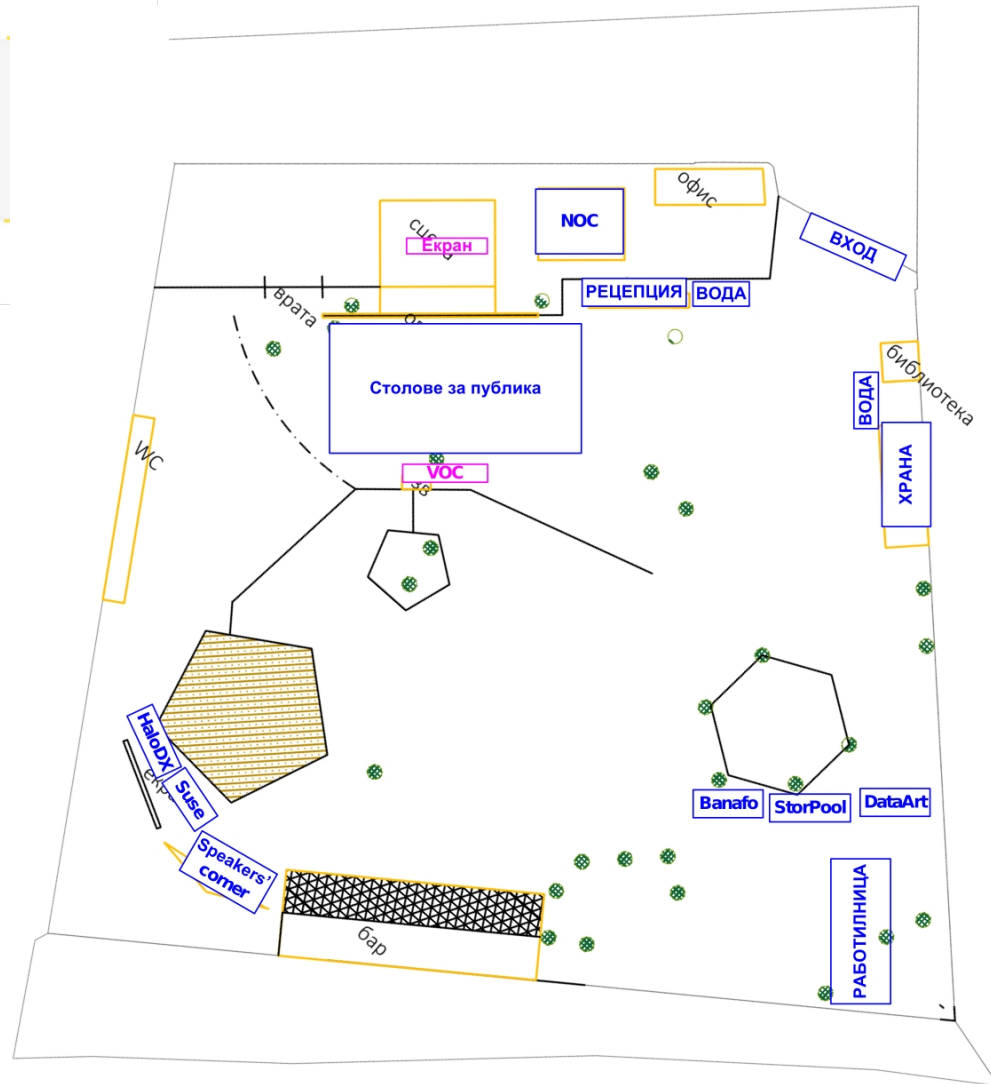 офис
NOC
ВХОД
Екран
РЕЦЕПЦИЯ
ВОДА
врата
Столове за публика
библиотека
ВОДА
ХРАНА
WC
VOC
HaloDX
Suse
Speakers'
corner
Banafo
StorPool
DataArt
РАБОТИЛНИЦА
бар